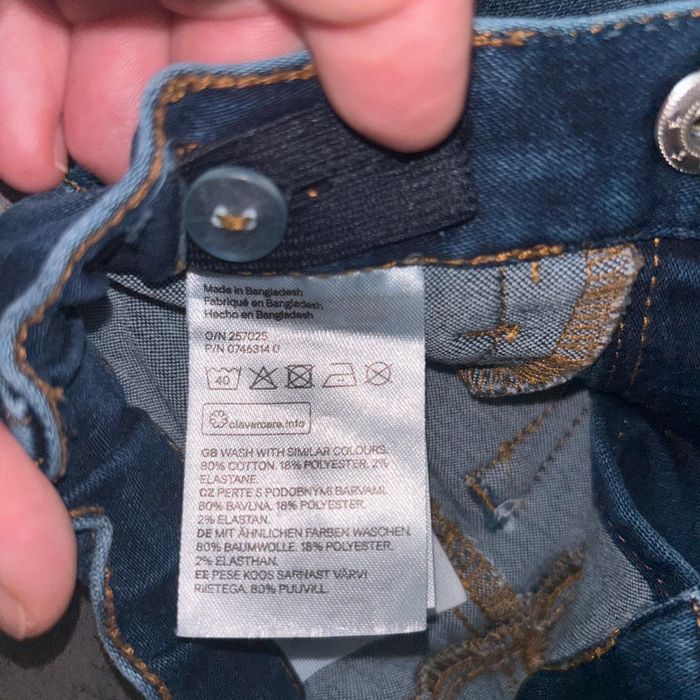 Made in Bangladesh
Fabriqué en Bangladesh
Hecho en Bangladesh
O/N 257025
P/N 0746314 0
40
clevercare.info
GB WASH WITH SIMILAR COLOURS.
80% COTTON. 18% POLYESTER. 2%
ELASTANE.
CZ PERTE S PODOBNÝMI BARVAMI.
80% BAVLNA. 18% POLYESTER.
2% ELASTAN.
DE MIT ÄHNLICHEN FARBEN WASCHEN.
80% BAUMWOLLE. 18% POLYESTER.
2% ELASTHAN.
EE PESE KOOS SARNAST VÄRVI
RIIETEGA. 80% PUUVILL.